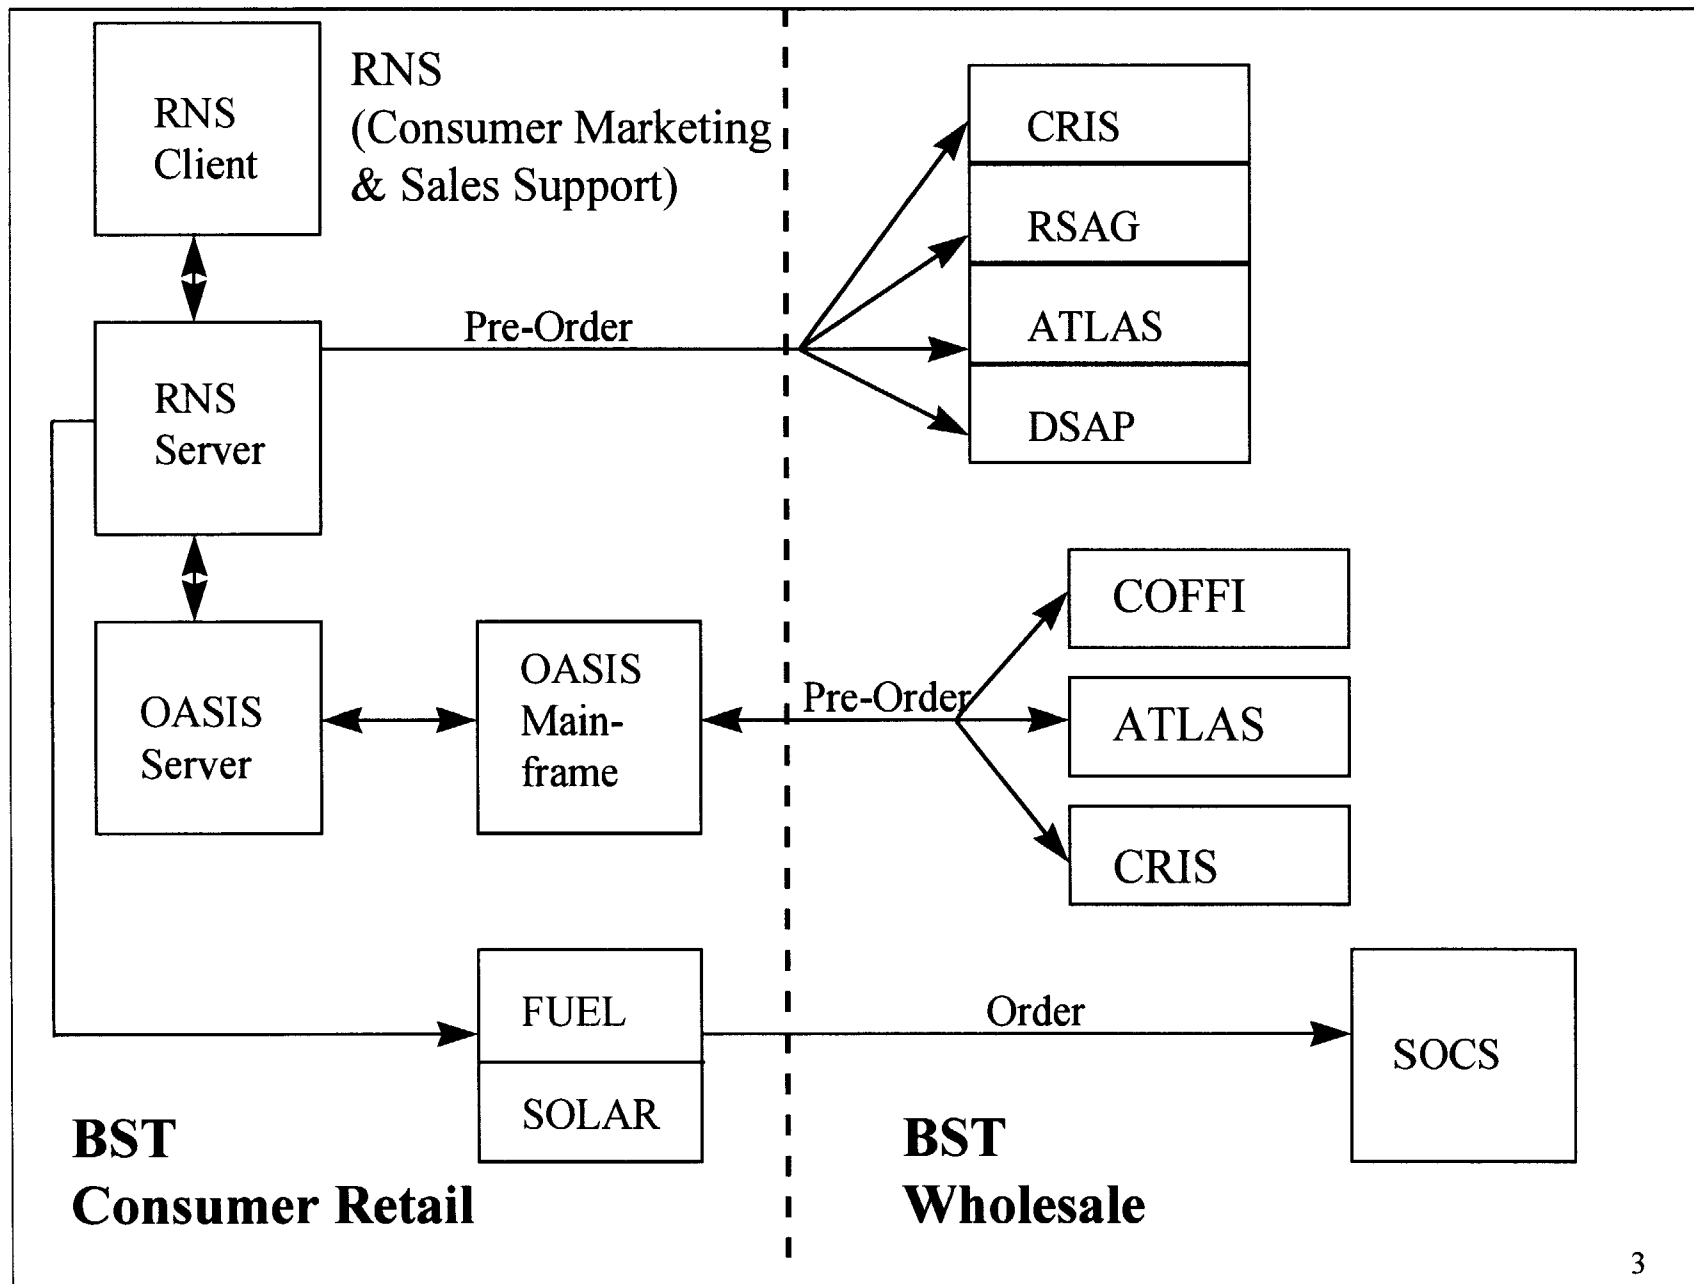 RNS
Client
RNS
(Consumer Marketing
& Sales Support)
CRIS
RSAG
ATLAS
DSAP
Pre-Order
RNS
Server
COFFI
ATLAS
CRIS
OASIS
Server
OASIS
Main-
frame
Pre-Order
FUEL
SOLAR
Order
SOCS
BST
Consumer Retail
BST
Wholesale
3